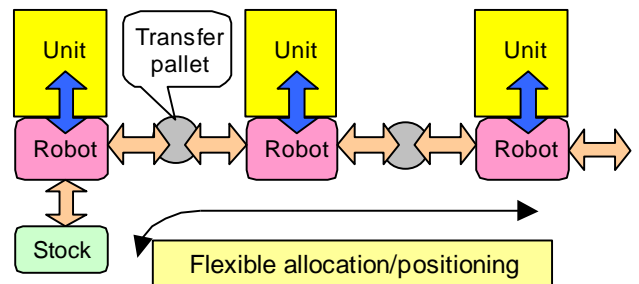 Unit
Transfer
pallet
Unit
Unit
Robot
Robot
Robot
Stock
Flexible allocation/positioning